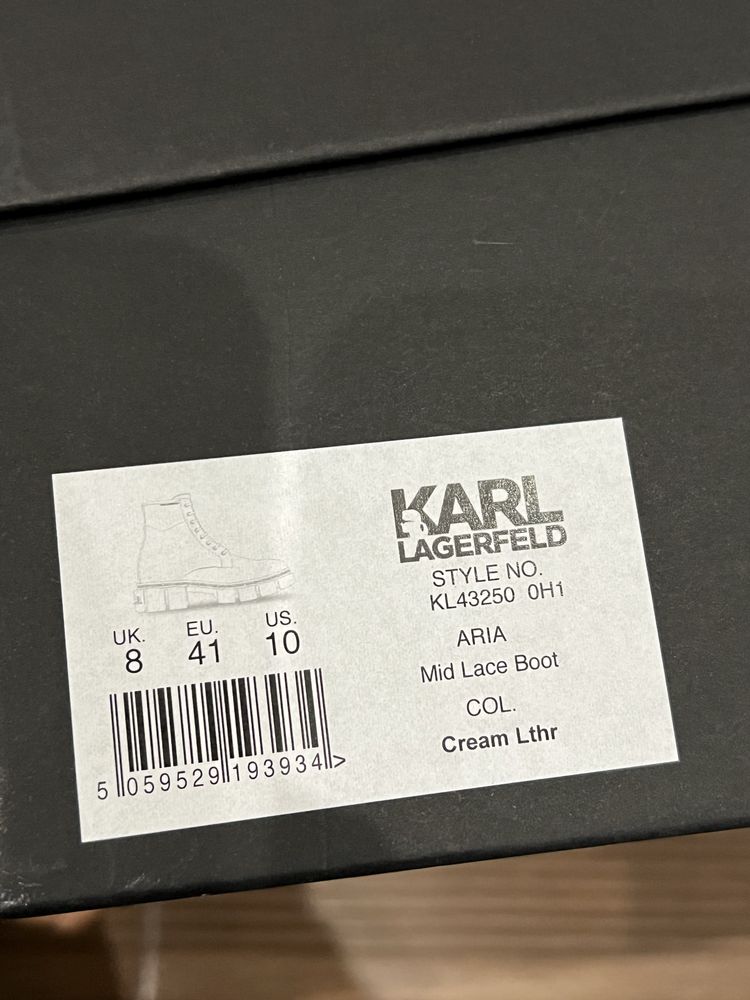 KARL
LAGERFELD
STYLE NO.
KL43250 0H1
ARIA
Mid Lace Boot
COL.
Cream Lthr
UK. EU. US.
8 41 10
5 059529 193934 >